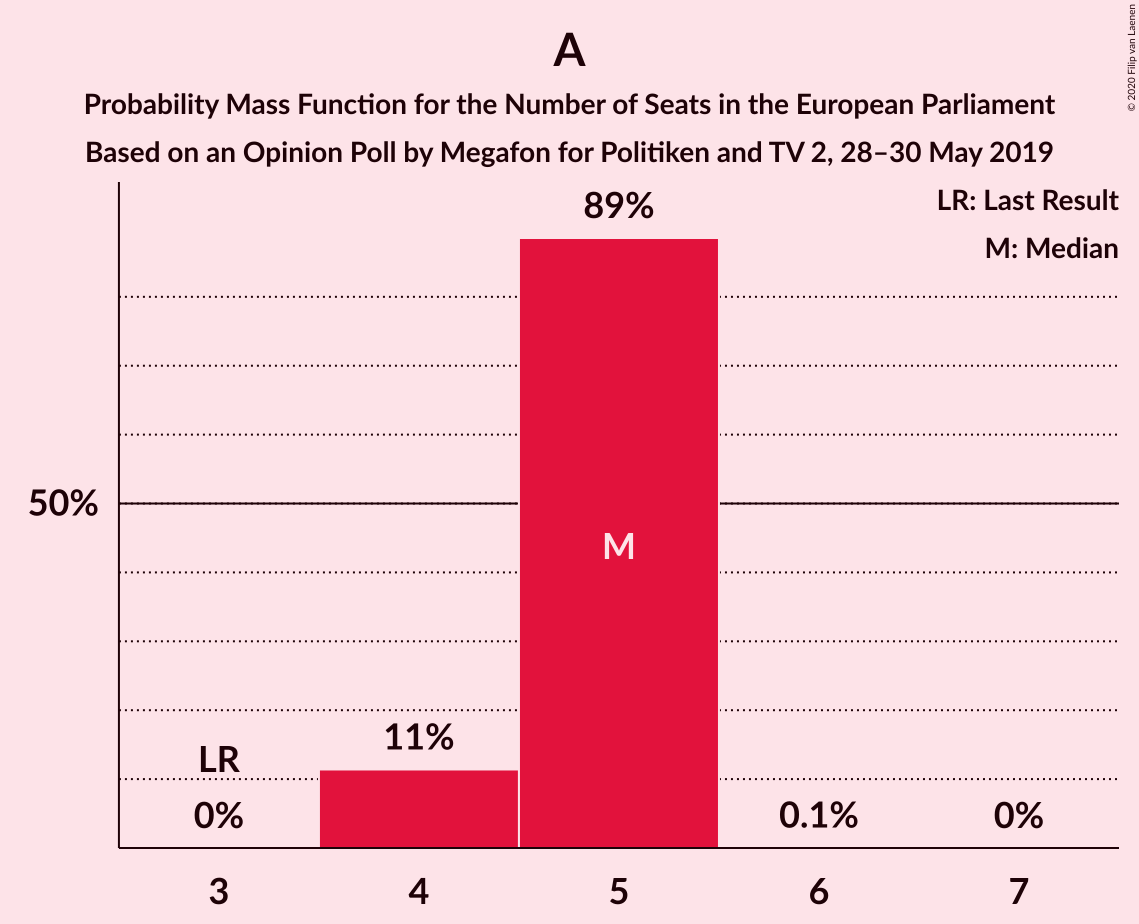 A
Probability Mass Function for the Number of Seats in the European Parliament
Based on an Opinion Poll by Megafon for Politiken and TV 2, 28–30 May 2019
© 2020 Filip van Laenen
LR: Last Result
M: Median
89%
50%
M
11%
LR
0%
0.1%
0%
3 4 5 6 7